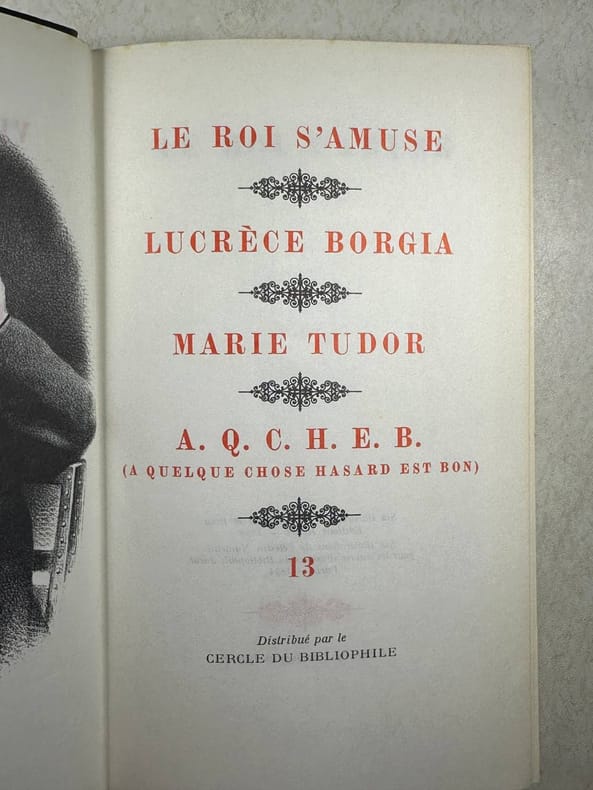 LE ROI S'AMUSE
LUCRÈCE BORGIA
MARIE TUDOR
A. Q. C. H. E. B.
(A QUELQUE CHOSE HASARD EST BON)
13
Distribué par le
CERCLE DU BIBLIOPHILE